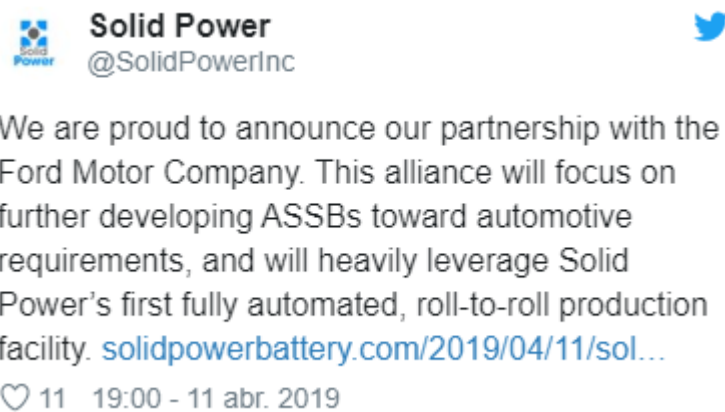 Solid Power
@SolidPowerInc
Solid
Power
We are proud to announce our partnership with the
Ford Motor Company. This alliance will focus on
further developing ASSBs toward automotive
requirements, and will heavily leverage Solid
Power’s first fully automated, roll-to-roll production
facility. solidpowerbattery.com/2019/04/11/sol…
11 19:00 - 11 abr. 2019